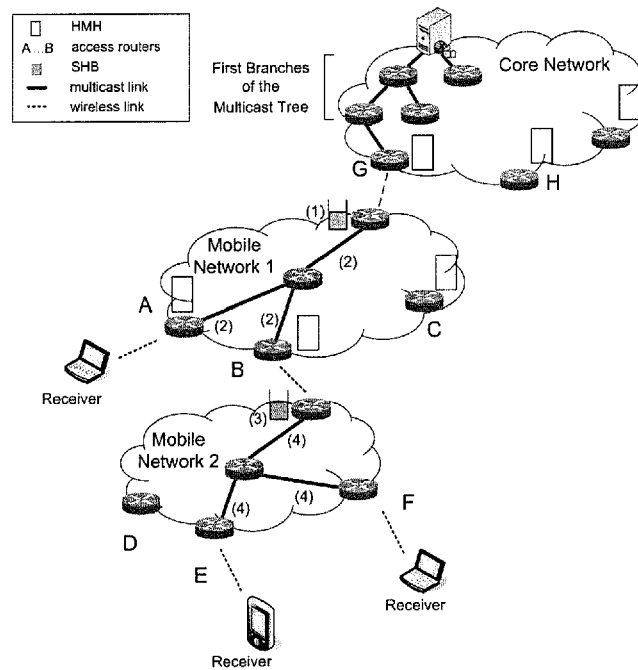 HMH
A...B access routers
SHB
multicast link
wireless link
First Branches
of the
Multicast Tree
Core Network
G
H
(1)
Mobile
Network 1
(2)
A
(2)
(2)
C
B
Receiver
(3)
Mobile
Network 2
(4)
(4)
(4)
F
D
E
Receiver
Receiver